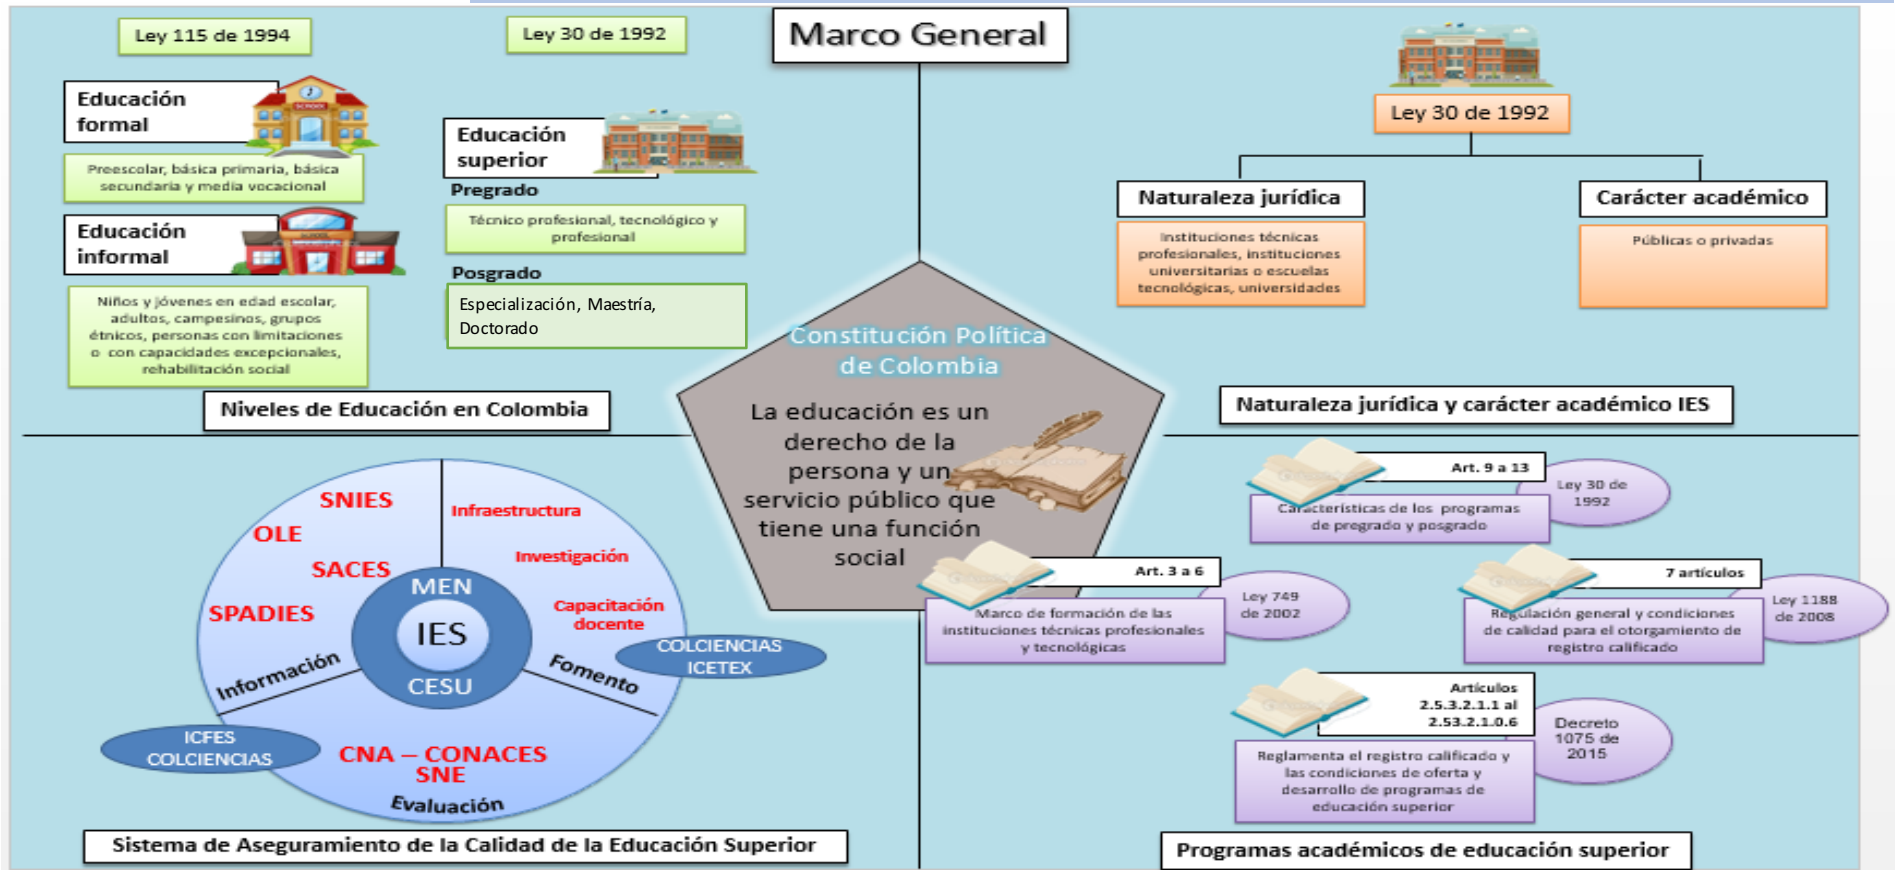 Marco General
Ley 115 de 1994
Ley 30 de 1992
Educación
formal
Preescolar, básica primaria, básica
secundaria y media vocacional
Educación
informal
Niños y jóvenes en edad escolar,
adultos, campesinos, grupos
étnicos, personas con limitaciones
o con capacidades excepcionales,
rehabilitación social
Educación
superior
Pregrado
Técnico profesional, tecnológico y
profesional
Posgrado
Especialización, Maestría,
Doctorado
Niveles de Educación en Colombia
Ley 30 de 1992
Naturaleza jurídica
Instituciones técnicas
profesionales, instituciones
universitarias o escuelas
tecnológicas, universidades
Carácter académico
Públicas o privadas
Naturaleza jurídica y carácter académico IES
Constitución Política
de Colombia
La educación es un
derecho de la
persona y un
servicio público que
tiene una función
social
SNIES
OLE
SACES
SPADIES
Información
Infraestructura
Investigación
Capacitación
docente
Fomento
COLCIENCIAS
ICETEX
MEN
IES
CESU
ICFES
COLCIENCIAS
CNA – CONACES
SNE
Evaluación
Sistema de Aseguramiento de la Calidad de la Educación Superior
Art. 9 a 13
Ley 30 de
1992
Características de los programas
de pregrado y posgrado
Art. 3 a 6
Ley 749
de 2002
Marco de formación de las
instituciones técnicas profesionales
y tecnológicas
7 artículos
Ley 1188
de 2008
Regulación general y condiciones
de calidad para el otorgamiento de
registro calificado
Artículos
2.5.3.2.1.1 al
2.53.2.1.0.6
Decreto
1075 de
2015
Reglamenta el registro calificado y
las condiciones de oferta y
desarrollo de programas de
educación superior
Programas académicos de educación superior